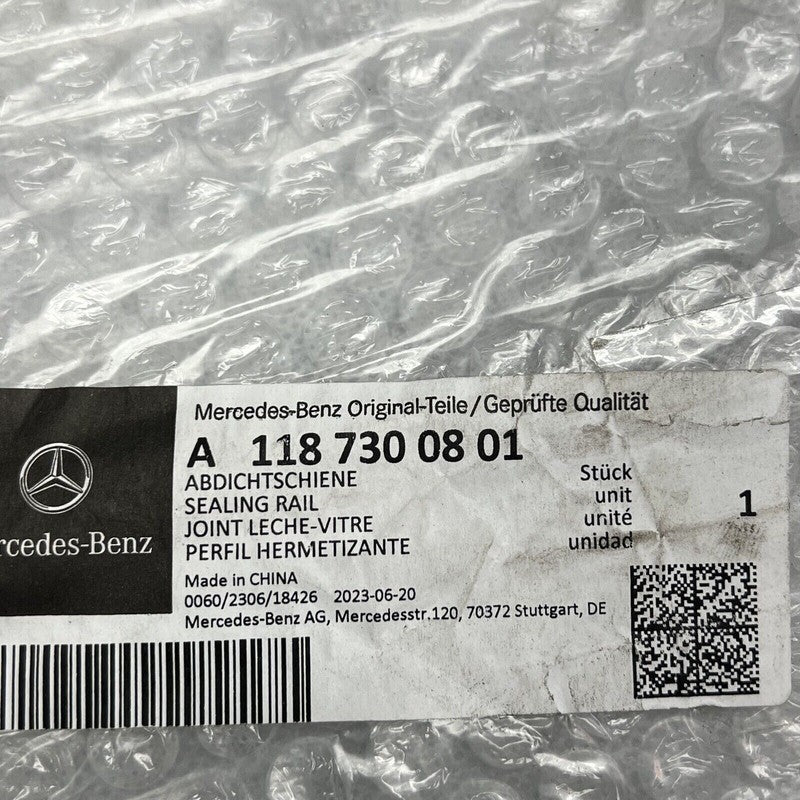 Mercedes-Benz Original-Teile/Geprüfte Qualität
A 118 730 08 01
ABDICHTSCHIENE
SEALING RAIL
JOINT LECHE-VITRE
PERFIL HERMETIZANTE
Stück
unit
unité
unidad
1
rcedes-Benz
Made in CHINA
0060/2306/18426 2023-06-20
Mercedes-Benz AG, Mercedesstr.120, 70372 Stuttgart, DE